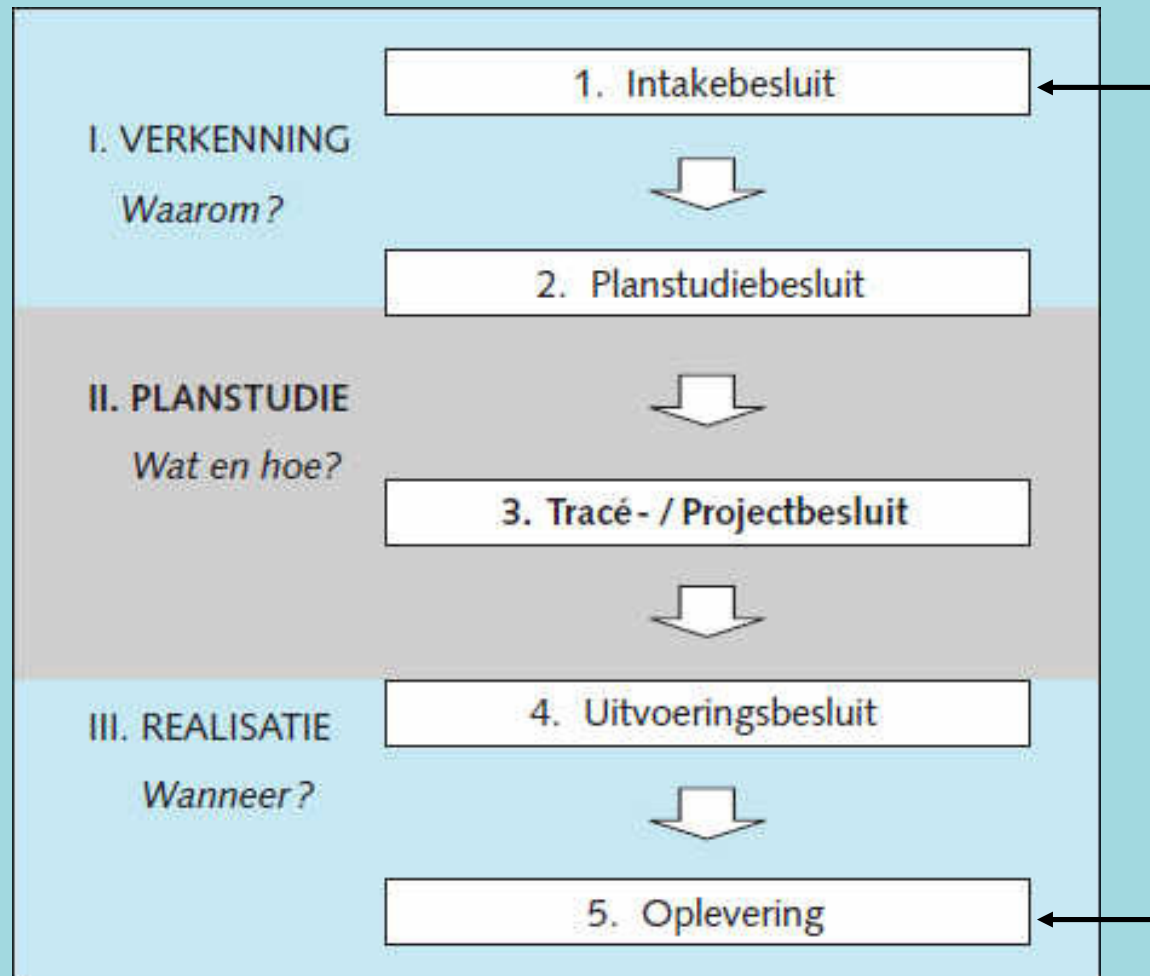 1. Intakebesluit
I. VERKENNING
Waarom?
2. Planstudiebesluit
II. PLANSTUDIE
Wat en hoe?
3. Tracé- / Projectbesluit
4. Uitvoeringsbesluit
III. REALISATIE
Wanneer?
5. Oplevering